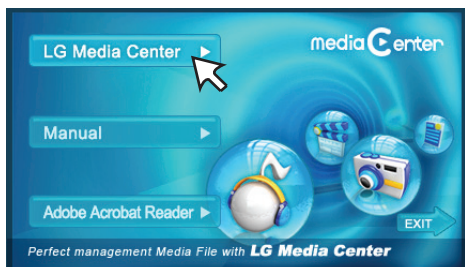 LG Media Center
media Center
Manual
Adobe Acrobat Reader
EXIT
Perfect management Media File with LG Media Center